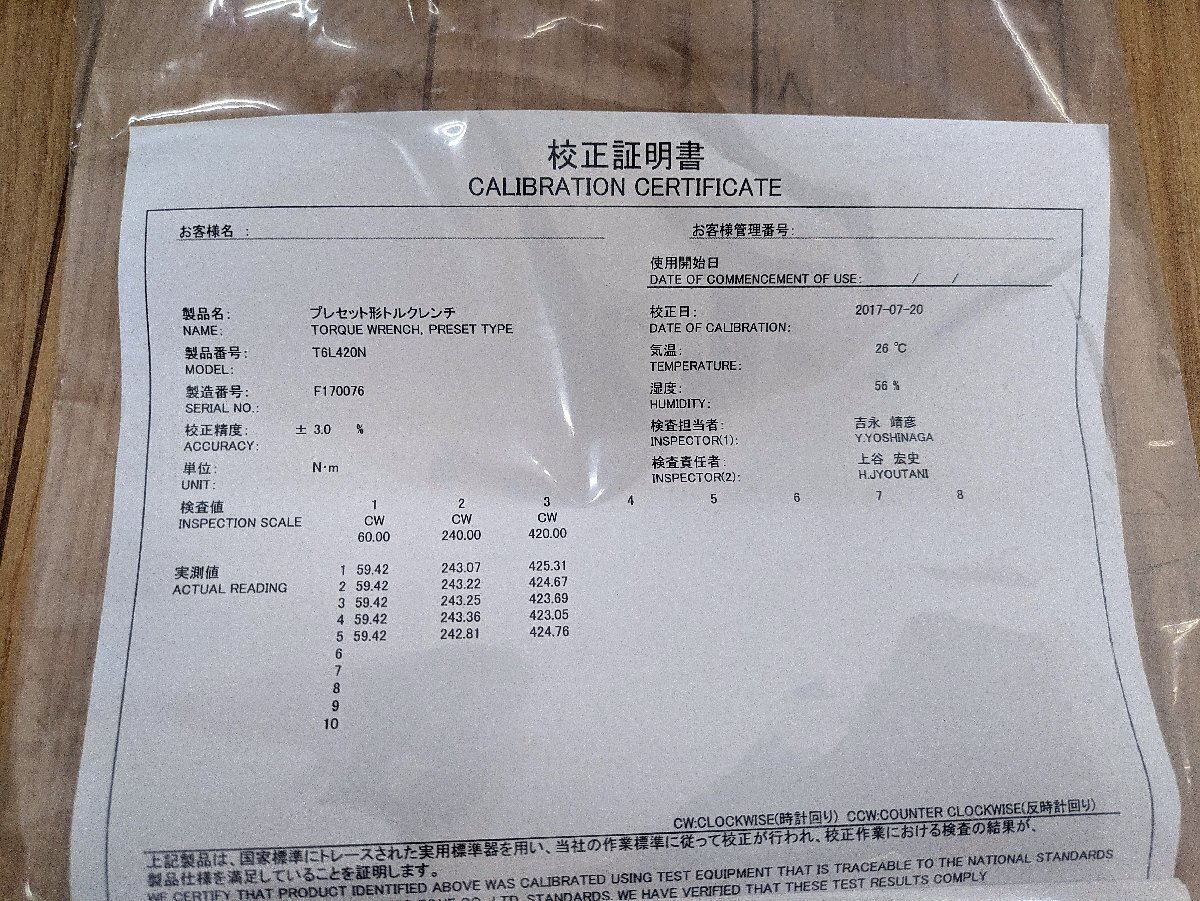 校正証明書
CALIBRATION CERTIFICATE
お客様名 : お客様管理番号:
使用開始日
DATE OF COMMENCEMENT OF USE: / /
製品名: プレセット形トルクレンチ 校正日: 2017-07-20
NAME: TORQUE WRENCH, PRESET TYPE DATE OF CALIBRATION:
製品番号: T6L420N 気温: 26 ℃
MODEL: TEMPERATURE:
製造番号: F170076 湿度: 56 %
SERIAL NO.: HUMIDITY:
校正精度: ± 3.0 % 検査担当者: 吉永 靖彦
ACCURACY: INSPECTOR(1): Y.YOSHINAGA
単位: N·m 検査責任者: 上谷 宏史
UNIT: INSPECTOR(2): H.JYOUTANI
検査値 1 2 3 4 5 6 7 8
INSPECTION SCALE CW CW CW
60.00 240.00 420.00
実測値 1 59.42 243.07 425.31
ACTUAL READING 2 59.42 243.22 424.67
3 59.42 243.25 423.69
4 59.42 243.36 423.05
5 59.42 242.81 424.76
6
7
8
9
10
CW:CLOCKWISE(時計回り) CCW:COUNTER CLOCKWISE(反時計回り)
上記製品は、国家標準にトレースされた実用標準器を用い、当社の作業標準に従って校正が行われ、校正作業における検査の結果が、
製品仕様を満足していることを証明します。
WE CERTIFY THAT PRODUCT IDENTIFIED ABOVE WAS CALIBRATED USING TEST EQUIPMENT THAT IS TRACEABLE TO THE NATIONAL STANDARDS
CO., LTD. STANDARDS. WE HAVE VERIFIED THAT THESE TEST RESULTS COMPLY